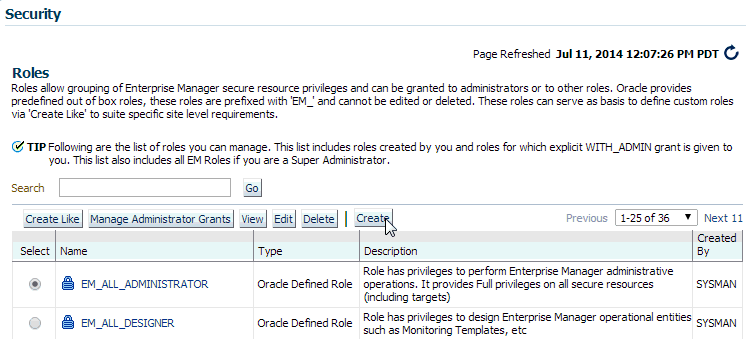 Security
Page Refreshed Jul 11, 2014 12:07:26 PM PDT
Roles
Roles allow grouping of Enterprise Manager secure resource privileges and can be granted to administrators or to other roles. Oracle provides
predefined out of box roles, these roles are prefixed with 'EM_' and cannot be edited or deleted. These roles can serve as basis to define custom roles
via 'Create Like' to suite specific site level requirements.
TIP Following are the list of roles you can manage. This list includes roles created by you and roles for which explicit WITH_ADMIN grant is given to
you. This list also includes all EM Roles if you are a Super Administrator.
Search Go
Create Like Manage Administrator Grants View Edit Delete Create Previous 1-25 of 36 Next 11
Select Name Type Description Created
By
EM_ALL_ADMINISTRATOR Oracle Defined Role Role has privileges to perform Enterprise Manager administrative
operations. It provides Full privileges on all secure resources
(including targets) SYSMAN
EM_ALL_DESIGNER Oracle Defined Role Role has privileges to design Enterprise Manager operational entities
such as Monitoring Templates, etc SYSMAN